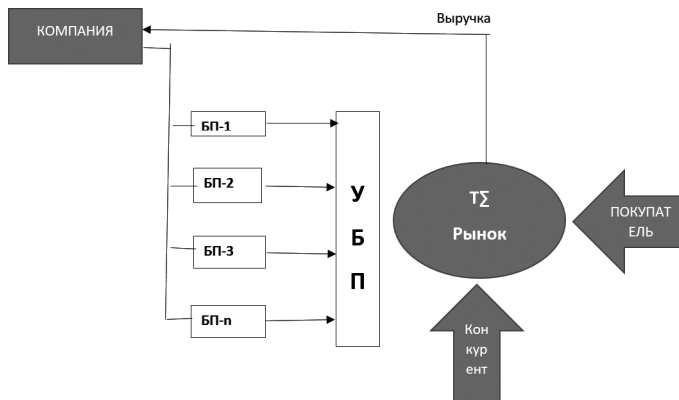 Выручка
КОМПАНИЯ
БП-1
БП-2
БП-3
БП-n
У
Б
П
Т∑
Рынок
ПОКУПАТ
ЕЛЬ
Кон
кур
ент